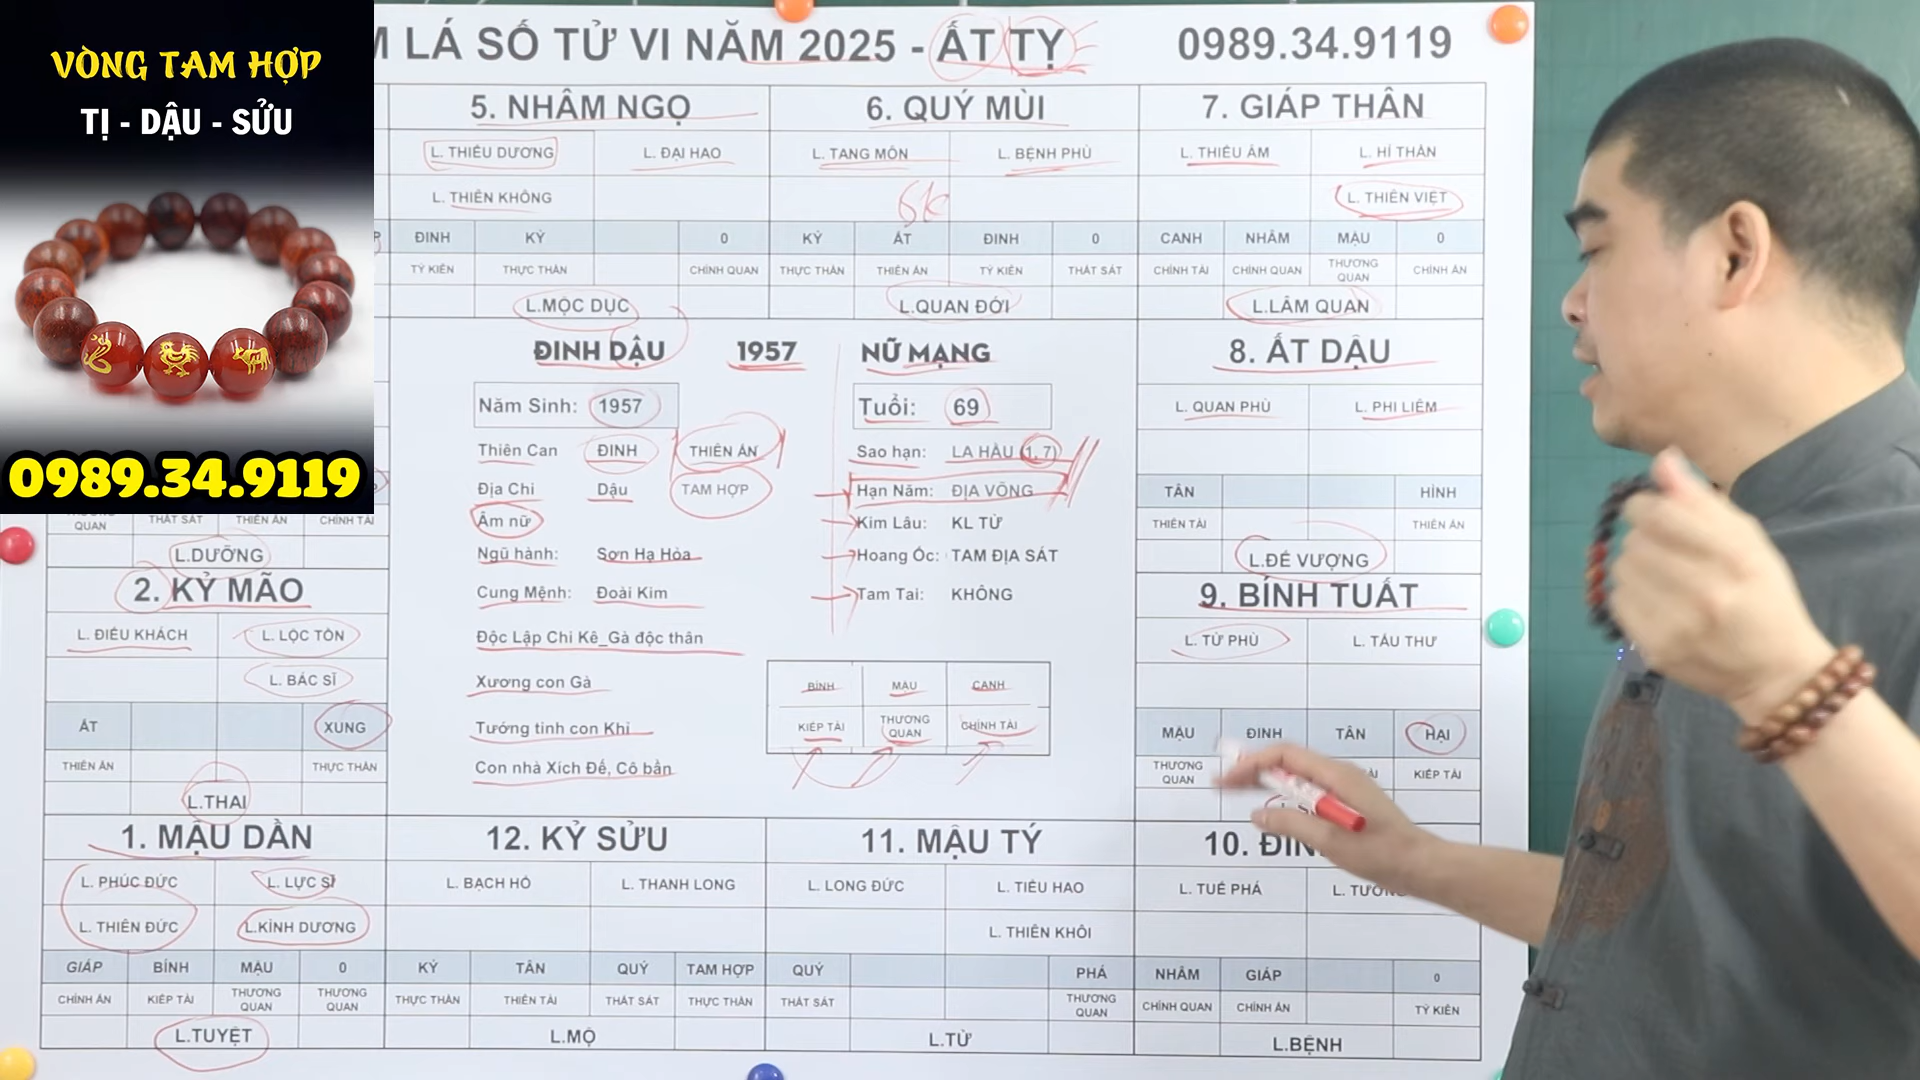 VÒNG TAM HỢP
TỊ - DẬU - SỬU
0989.34.9119
M LÁ SỐ TỬ VI NĂM 2025 - ẤT TỴ
0989.34.9119
5. NHÂM NGỌ
L. THIẾU DƯƠNG
L. ĐẠI HAO
L. THIÊN KHÔNG
ĐINH KỶ 0
TỶ KIÊN THỰC THẦN CHÍNH QUAN
L.MỘC DỤC
6. QUÝ MÙI
L. TANG MÔN
L. BỆNH PHÙ
KỶ ẤT ĐINH 0
THỰC THẦN THIÊN ẤN TỶ KIÊN THẤT SÁT
L.QUAN ĐỚI
7. GIÁP THÂN
L. THIẾU ÂM
L. HỈ THẦN
L. THIÊN VIỆT
CANH NHÂM MẬU 0
CHÍNH TÀI CHÍNH QUAN THƯƠNG QUAN CHÍNH ẤN
L.LÂM QUAN
ĐINH DẬU 1957 NỮ MẠNG
Năm Sinh: 1957
Tuổi: 69
Thiên Can ĐINH THIÊN ẤN
Địa Chi Dậu TAM HỢP
Âm nữ
Ngũ hành: Sơn Hạ Hỏa
Cung Mệnh: Đoài Kim
Độc Lập Chi Kê_Gà độc thân
Xương con Gà
Tướng tinh con Khỉ
Con nhà Xích Đế, Cô bần
Sao hạn: LA HẦU (1, 7)
Hạn Năm: ĐỊA VÕNG
Kim Lâu: KL TỬ
Hoang Ốc: TAM ĐỊA SÁT
Tam Tai: KHÔNG
BÍNH MẬU CANH
KIẾP TÀI THƯƠNG QUAN CHÍNH TÀI
8. ẤT DẬU
L. QUAN PHÙ
L. PHI LIÊM
TÂN HÌNH
THIÊN TÀI THIÊN ẤN
L.ĐẾ VƯỢNG
QUAN THẤT SÁT THIÊN ẤN CHÍNH TÀI
L.DƯỠNG
2. KỶ MÃO
L. ĐIẾU KHÁCH
L. LỘC TỒN
L. BÁC SĨ
ẤT XUNG
THIÊN ẤN THỰC THẦN
L.THAI
9. BÍNH TUẤT
L. TỬ PHÙ
L. TẤU THƯ
MẬU ĐINH TÂN HẠI
THƯƠNG QUAN KIẾP TÀI
1. MẬU DẦN
L. PHÚC ĐỨC
L. LỰC SĨ
L. THIÊN ĐỨC
L.KÌNH DƯƠNG
GIÁP BÍNH MẬU 0
CHÍNH ẤN KIẾP TÀI THƯƠNG QUAN THƯƠNG QUAN
L.TUYỆT
12. KỶ SỬU
L. BẠCH HỔ
L. THANH LONG
KỶ TÂN QUÝ TAM HỢP
THỰC THẦN THIÊN TÀI THẤT SÁT THỰC THẦN
L.MỘ
11. MẬU TÝ
L. LONG ĐỨC
L. TIỂU HAO
L. THIÊN KHÔI
QUÝ PHÁ
THẤT SÁT THƯƠNG QUAN
L.TỬ
10. ĐIN
L. TUẾ PHÁ
L. TƯỚN
NHÂM GIÁP 0
CHÍNH QUAN CHÍNH ẤN TỶ KIÊN
L.BỆNH